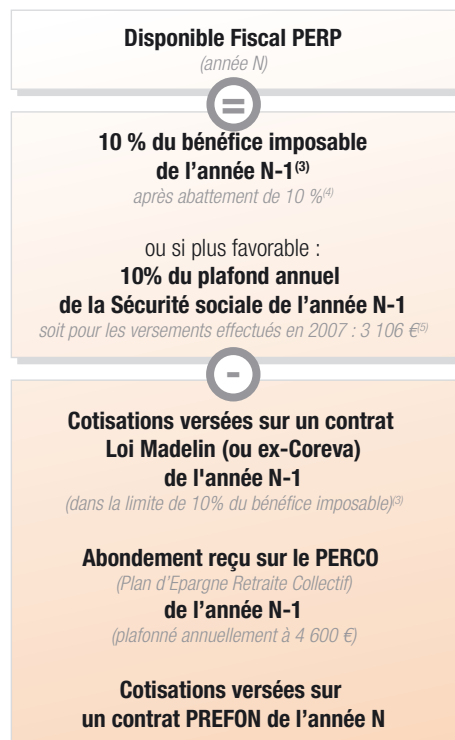 Disponible Fiscal PERP
(année N)
=
10 % du bénéfice imposable
de l’année N-1(3)
après abattement de 10 %(4)
ou si plus favorable :
10% du plafond annuel
de la Sécurité sociale de l’année N-1
soit pour les versements effectués en 2007 : 3 106 €(5)
-
Cotisations versées sur un contrat
Loi Madelin (ou ex-Coreva)
de l'année N-1
(dans la limite de 10% du bénéfice imposable)(3)
Abondement reçu sur le PERCO
(Plan d’Epargne Retraite Collectif)
de l’année N-1
(plafonné annuellement à 4 600 €)
Cotisations versées sur
un contrat PREFON de l’année N